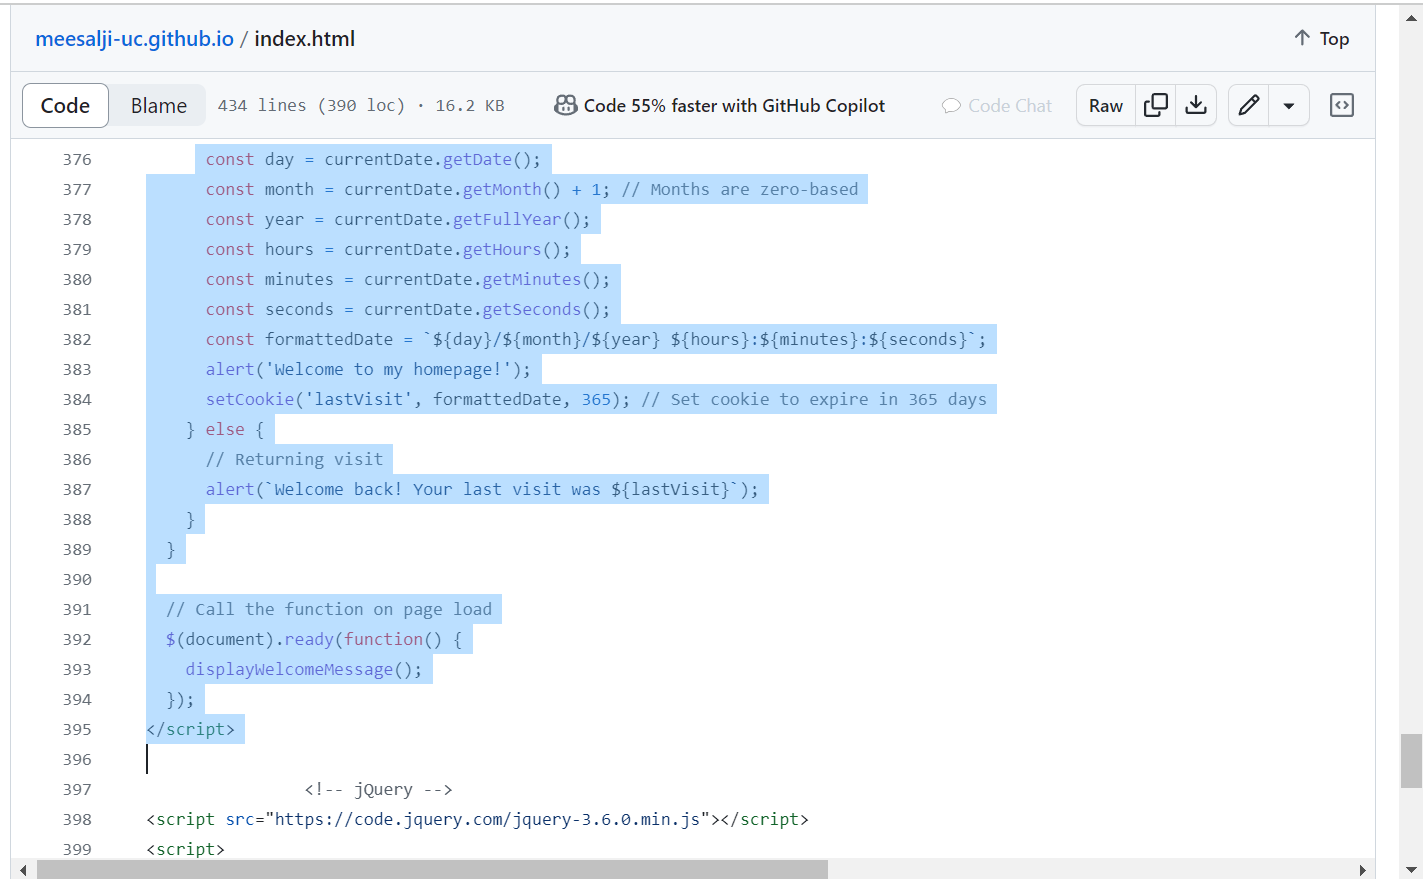 meesalji-uc.github.io / index.html
Top
Code Blame 434 lines (390 loc) · 16.2 KB Code 55% faster with GitHub Copilot Code Chat Raw
376 const day = currentDate.getDate();
377 const month = currentDate.getMonth() + 1; // Months are zero-based
378 const year = currentDate.getFullYear();
379 const hours = currentDate.getHours();
380 const minutes = currentDate.getMinutes();
381 const seconds = currentDate.getSeconds();
382 const formattedDate = `${day}/${month}/${year} ${hours}:${minutes}:${seconds}`;
383 alert('Welcome to my homepage!');
384 setCookie('lastVisit', formattedDate, 365); // Set cookie to expire in 365 days
385 } else {
386 // Returning visit
387 alert(`Welcome back! Your last visit was ${lastVisit}`);
388 }
389 }
390
391 // Call the function on page load
392 $(document).ready(function() {
393 displayWelcomeMessage();
394 });
395 </script>
396
397 <!-- jQuery -->
398 <script src="https://code.jquery.com/jquery-3.6.0.min.js"></script>
399 <script>